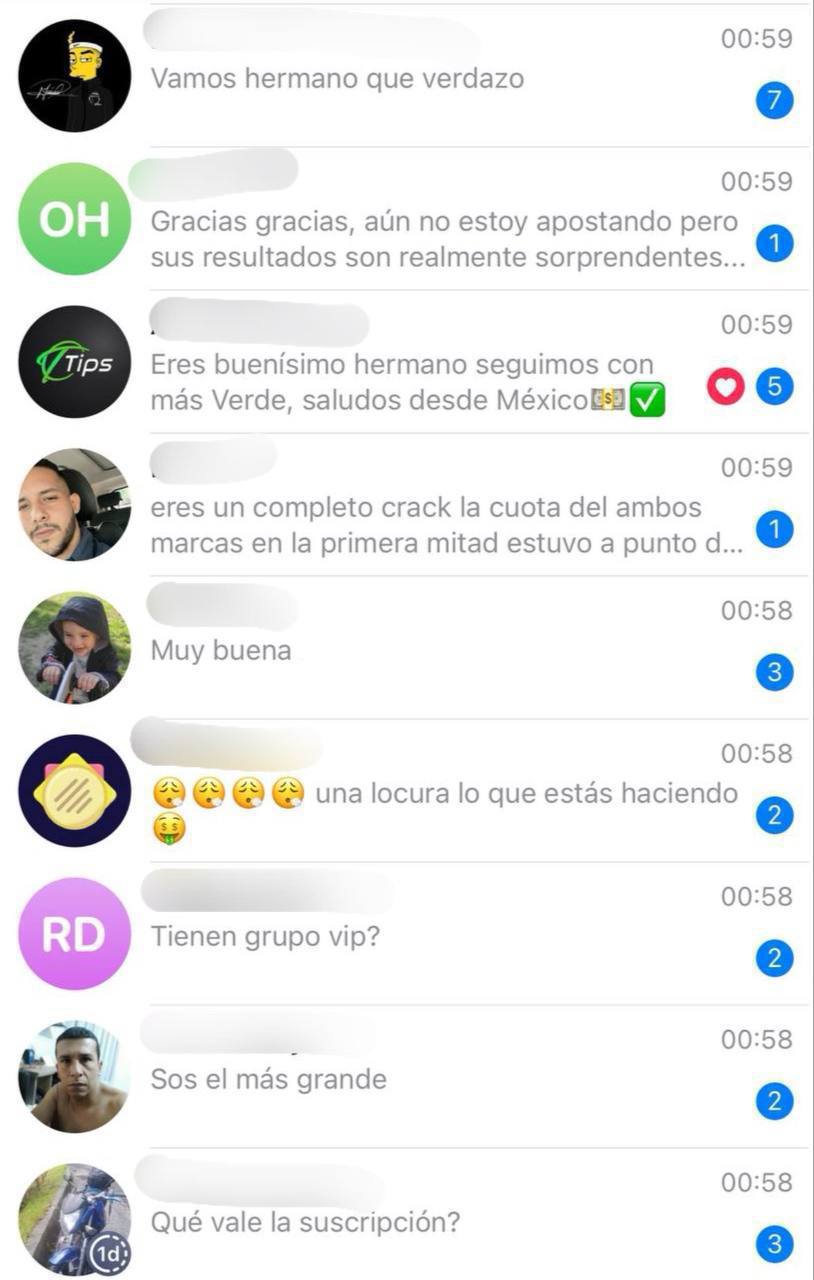 00:59
Vamos hermano que verdazo
7
OH
00:59
Gracias gracias, aún no estoy apostando pero
sus resultados son realmente sorprendentes...
1
Tips
00:59
Eres buenísimo hermano seguimos con
más Verde, saludos desde México💵✅
5
00:59
eres un completo crack la cuota del ambos
marcas en la primera mitad estuvo a punto d...
1
00:58
Muy buena
3
00:58
😮‍💨😮‍💨😮‍💨😮‍💨 una locura lo que estás haciendo
🤑
2
RD
00:58
Tienen grupo vip?
2
00:58
Sos el más grande
2
00:58
Qué vale la suscripción?
1d
3